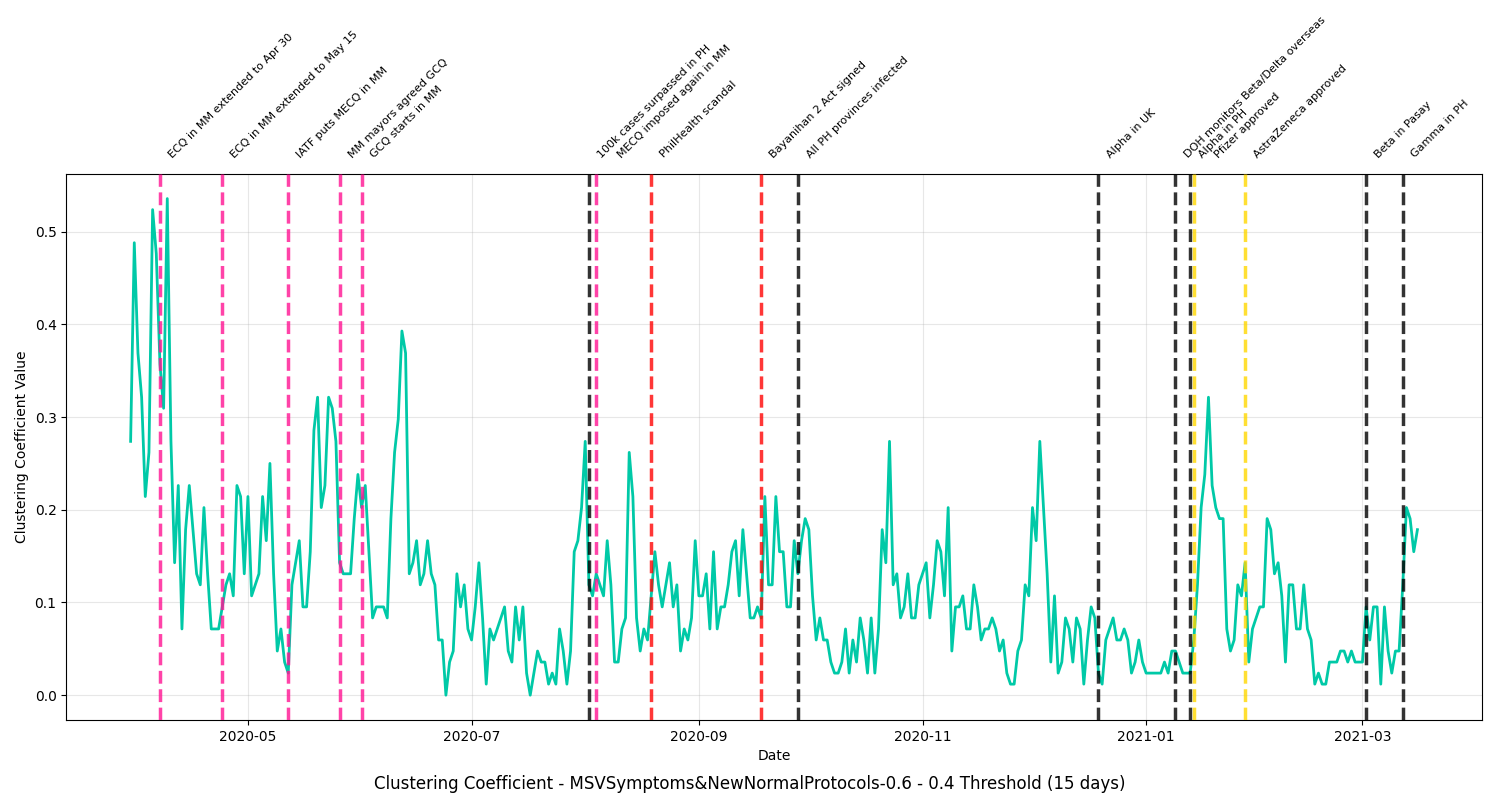 ECQ in MM extended to Apr 30
ECQ in MM extended to May 15
IATF puts MECQ in MM
MM mayors agreed GCQ
GCQ starts in MM
100k cases surpassed in PH
MECQ imposed again in MM
PhilHealth scandal
Bayanihan 2 Act signed
All PH provinces infected
Alpha in UK
DOH monitors Beta/Delta overseas
Alpha in PH
Pfizer approved
AstraZeneca approved
Beta in Pasay
Gamma in PH
Clustering Coefficient Value
0.5
0.4
0.3
0.2
0.1
0.0
2020-05
2020-07
2020-09
2020-11
2021-01
2021-03
Date
Clustering Coefficient - MSVSymptoms&NewNormalProtocols-0.6 - 0.4 Threshold (15 days)